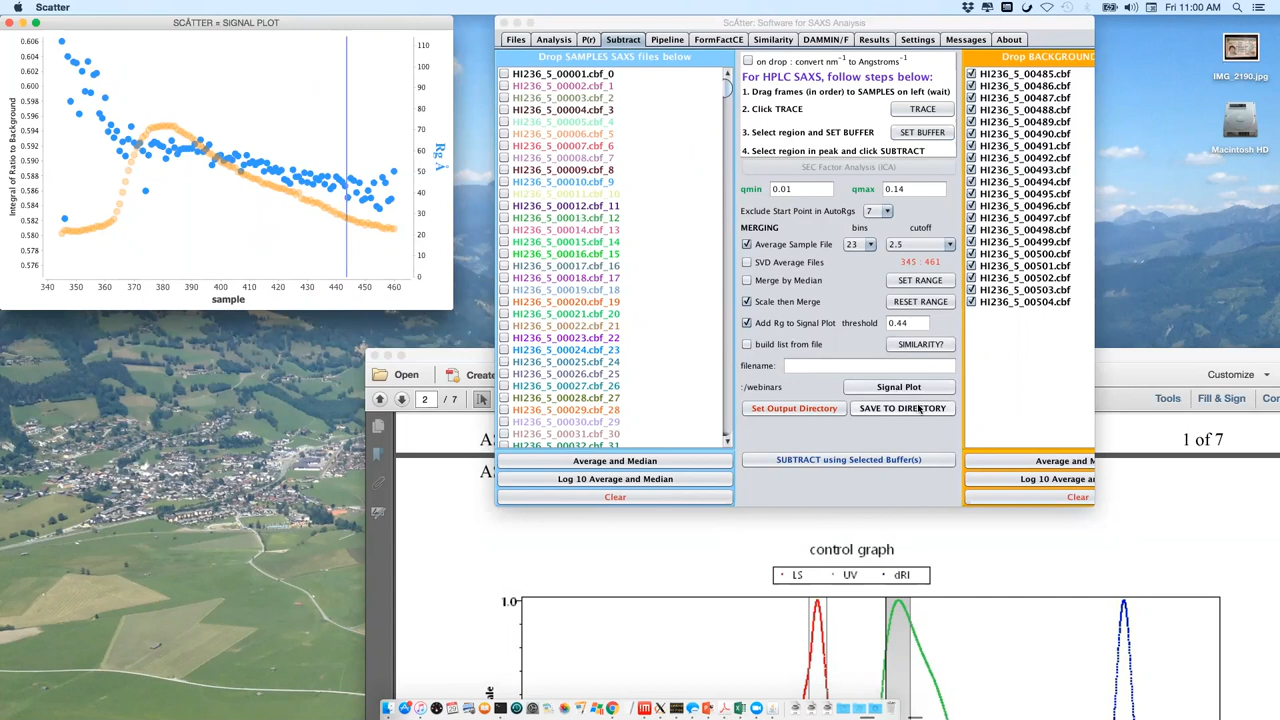 Scatter
Fri 11:00 AM
SCÅTTER = SIGNAL PLOT
Integral Of Ratio to Background
0.606
0.604
0.602
0.600
0.598
0.596
0.594
0.592
0.590
0.588
0.586
0.584
0.582
0.580
0.578
0.576
110
100
90
80
70
60
50
40
30
20
10
0
Rg Å
340 350 360 370 380 390 400 410 420 430 440 450 460
sample
ScÅtter: Software for SAXS Analysis
Files Analysis P(r) Subtract Pipeline FormFactCE Similarity DAMMIN/F Results Settings Messages About
Drop SAMPLES SAXS files below
HI236_5_00001.cbf_0
HI236_5_00002.cbf_1
HI236_5_00003.cbf_2
HI236_5_00004.cbf_3
HI236_5_00005.cbf_4
HI236_5_00006.cbf_5
HI236_5_00007.cbf_6
HI236_5_00008.cbf_7
HI236_5_00009.cbf_8
HI236_5_00010.cbf_9
HI236_5_00011.cbf_10
HI236_5_00012.cbf_11
HI236_5_00013.cbf_12
HI236_5_00014.cbf_13
HI236_5_00015.cbf_14
HI236_5_00016.cbf_15
HI236_5_00017.cbf_16
HI236_5_00018.cbf_17
HI236_5_00019.cbf_18
HI236_5_00020.cbf_19
HI236_5_00021.cbf_20
HI236_5_00022.cbf_21
HI236_5_00023.cbf_22
HI236_5_00024.cbf_23
HI236_5_00025.cbf_24
HI236_5_00026.cbf_25
HI236_5_00027.cbf_26
HI236_5_00028.cbf_27
HI236_5_00029.cbf_28
HI236_5_00030.cbf_29
HI236_5_00031.cbf_30
HI236_5_00032.cbf_31
Average and Median
Log 10 Average and Median
Clear
on drop : convert nm⁻¹ to Angstroms⁻¹
For HPLC SAXS, follow steps below:
1. Drag frames (in order) to SAMPLES on left (wait)
2. Click TRACE TRACE
3. Select region and SET BUFFER SET BUFFER
4. Select region in peak and click SUBTRACT
SEC Factor Analysis (ICA)
qmin 0.01 qmax 0.14
Exclude Start Point in AutoRgs 7
MERGING bins cutoff
Average Sample File 23 2.5
SVD Average Files 345 : 461
Merge by Median SET RANGE
Scale then Merge RESET RANGE
Add Rg to Signal Plot threshold 0.44
build list from file SIMILARITY?
filename:
:/webinars Signal Plot
Set Output Directory SAVE TO DIRECTORY
SUBTRACT using Selected Buffer(s)
Drop BACKGROUND
HI236_5_00485.cbf
HI236_5_00486.cbf
HI236_5_00487.cbf
HI236_5_00488.cbf
HI236_5_00489.cbf
HI236_5_00490.cbf
HI236_5_00491.cbf
HI236_5_00492.cbf
HI236_5_00493.cbf
HI236_5_00494.cbf
HI236_5_00495.cbf
HI236_5_00496.cbf
HI236_5_00497.cbf
HI236_5_00498.cbf
HI236_5_00499.cbf
HI236_5_00500.cbf
HI236_5_00501.cbf
HI236_5_00502.cbf
HI236_5_00503.cbf
HI236_5_00504.cbf
Average and M
Log 10 Average ar
Clear
IMG_2190.jpg
Macintosh HD
Open Create
Customize
2 / 7
Tools Fill & Sign Co
AS
1 of 7
AS
control graph
LS UV dRI
1.0
ale